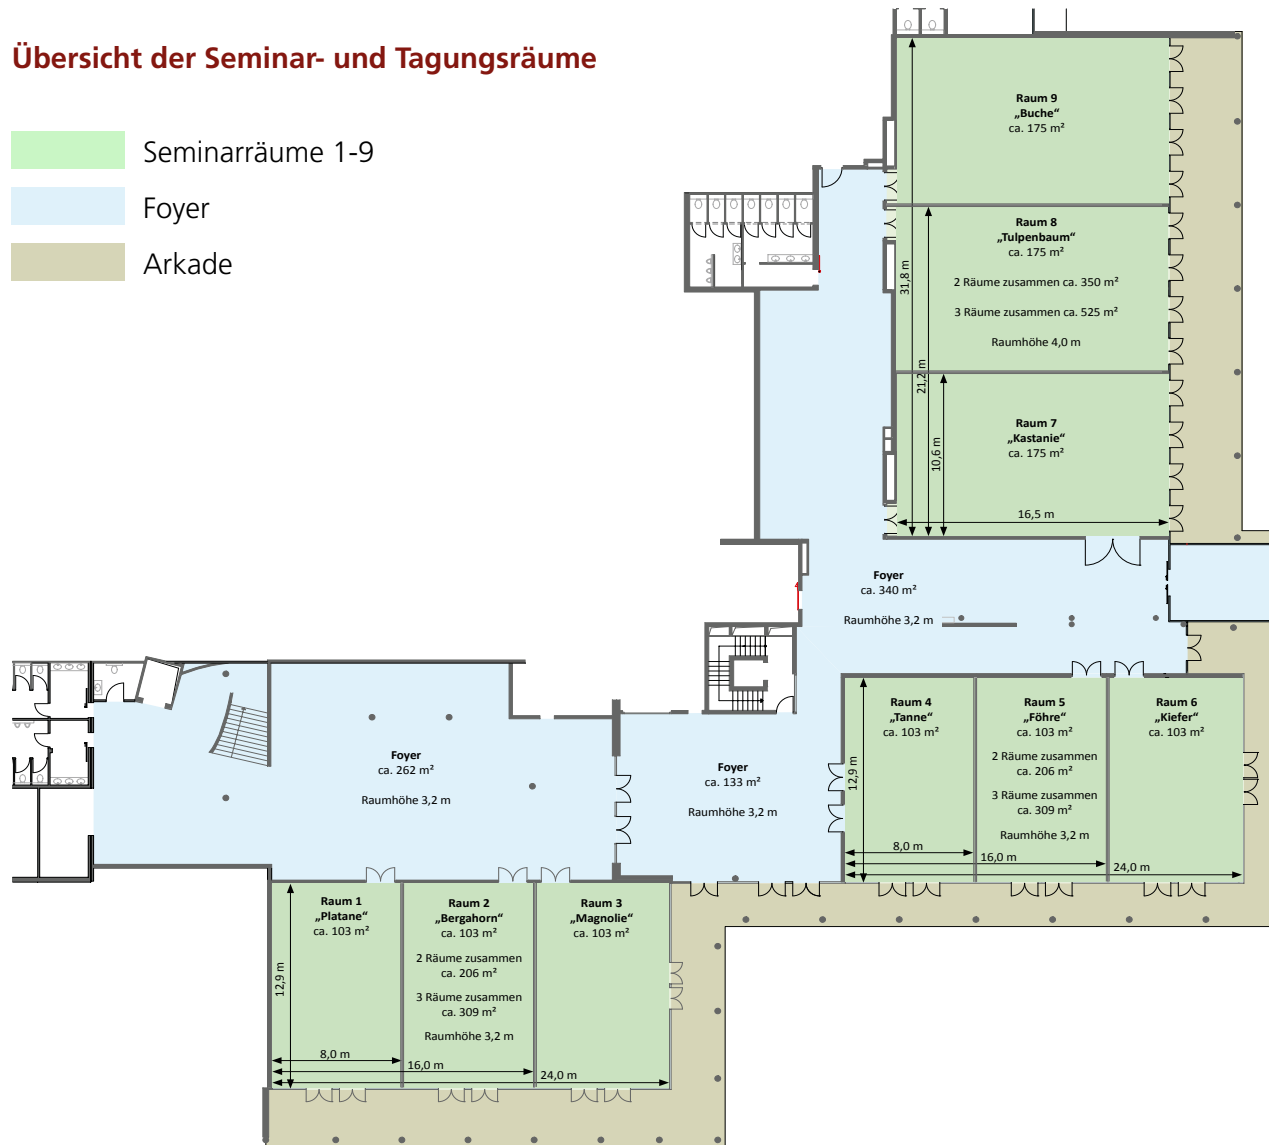 Übersicht der Seminar- und Tagungsräume
Seminarräume 1-9
Foyer
Arkade
Raum 9
„Buche“
ca. 175 m²
Raum 8
„Tulpenbaum“
ca. 175 m²
2 Räume zusammen ca. 350 m²
3 Räume zusammen ca. 525 m²
Raumhöhe 4,0 m
31,8 m
21,2 m
10,6 m
Raum 7
„Kastanie“
ca. 175 m²
16,5 m
Foyer
ca. 340 m²
Raumhöhe 3,2 m
Raum 4
„Tanne“
ca. 103 m²
Raum 5
„Föhre“
ca. 103 m²
2 Räume zusammen
ca. 206 m²
3 Räume zusammen
ca. 309 m²
Raumhöhe 3,2 m
Raum 6
„Kiefer“
ca. 103 m²
12,9 m
8,0 m
16,0 m
24,0 m
Foyer
ca. 262 m²
Raumhöhe 3,2 m
Foyer
ca. 133 m²
Raumhöhe 3,2 m
Raum 1
„Platane“
ca. 103 m²
Raum 2
„Bergahorn“
ca. 103 m²
2 Räume zusammen
ca. 206 m²
3 Räume zusammen
ca. 309 m²
Raumhöhe 3,2 m
Raum 3
„Magnolie“
ca. 103 m²
12,9 m
8,0 m
16,0 m
24,0 m